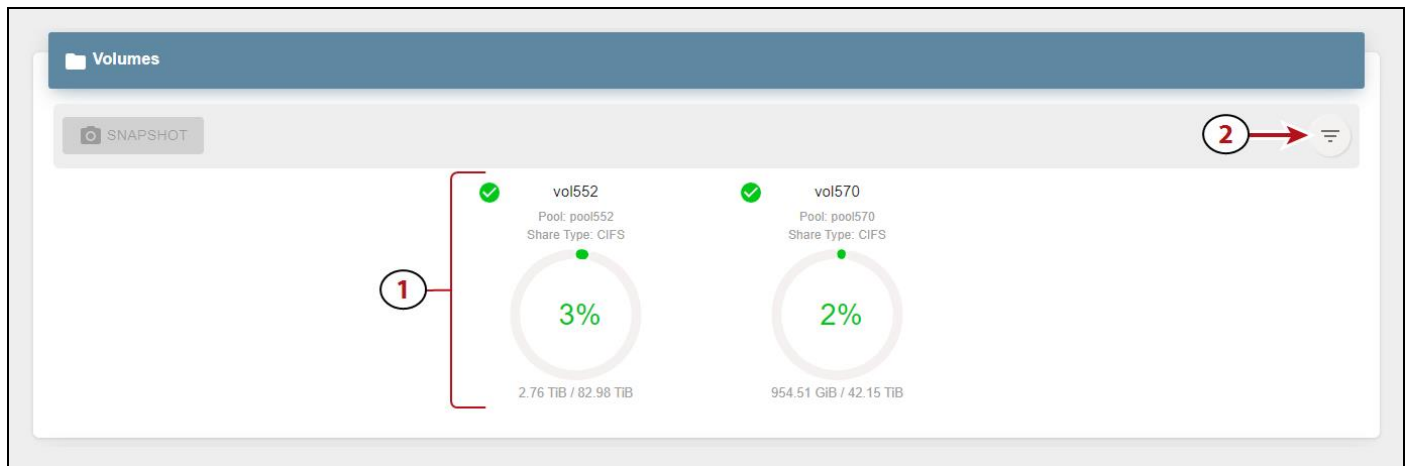 Volumes
SNAPSHOT
2
vol552
Pool: pool552
Share Type: CIFS
3%
2.76 TiB / 82.98 TiB
vol570
Pool: pool570
Share Type: CIFS
2%
954.51 GiB / 42.15 TiB
1